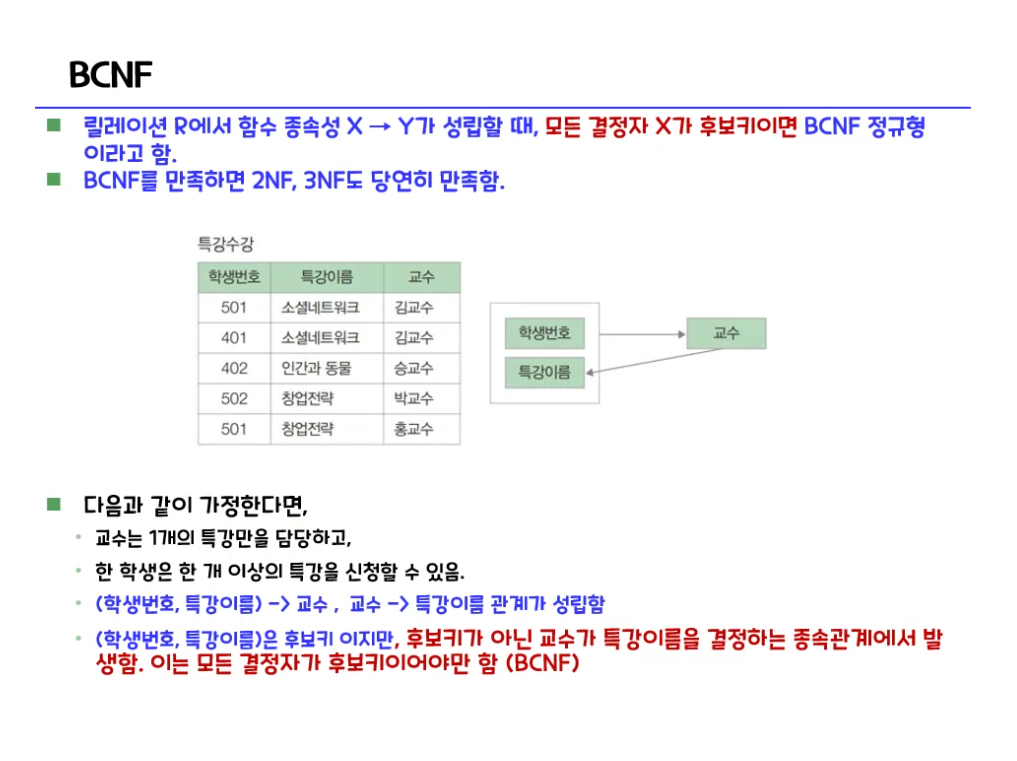 BCNF
릴레이션 R에서 함수 종속성 X → Y가 성립할 때, 모든 결정자 X가 후보키이면 BCNF 정규형
이라고 함.
BCNF를 만족하면 2NF, 3NF도 당연히 만족함.
특강수강
학생번호 특강이름 교수
501 소셜네트워크 김교수
401 소셜네트워크 김교수
402 인간과 동물 승교수
502 창업전략 박교수
501 창업전략 홍교수
학생번호 교수
특강이름
다음과 같이 가정한다면,
교수는 1개의 특강만을 담당하고,
한 학생은 한 개 이상의 특강을 신청할 수 있음.
(학생번호, 특강이름) -> 교수 , 교수 -> 특강이름 관계가 성립함
(학생번호, 특강이름)은 후보키 이지만, 후보키가 아닌 교수가 특강이름을 결정하는 종속관계에서 발
생함. 이는 모든 결정자가 후보키이어야만 함 (BCNF)